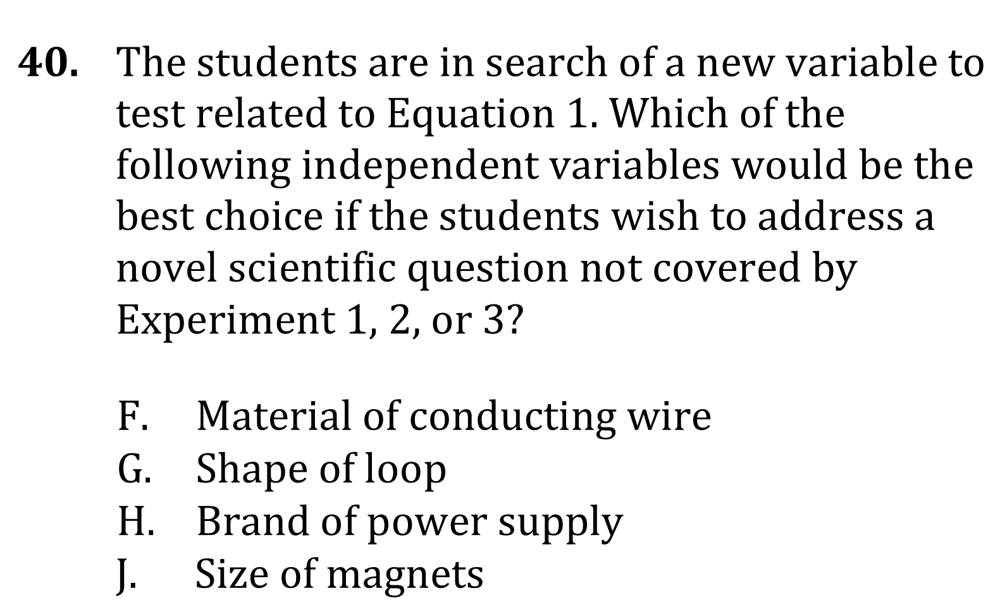 40. The students are in search of a new variable to
test related to Equation 1. Which of the
following independent variables would be the
best choice if the students wish to address a
novel scientific question not covered by
Experiment 1, 2, or 3?
F. Material of conducting wire
G. Shape of loop
H. Brand of power supply
J. Size of magnets